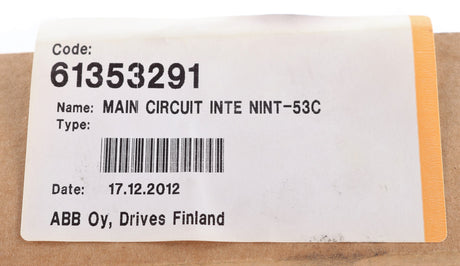 Code:
61353291
Name: MAIN CIRCUIT INTE NINT-53C
Type:
Date: 17.12.2012
ABB Oy, Drives Finland